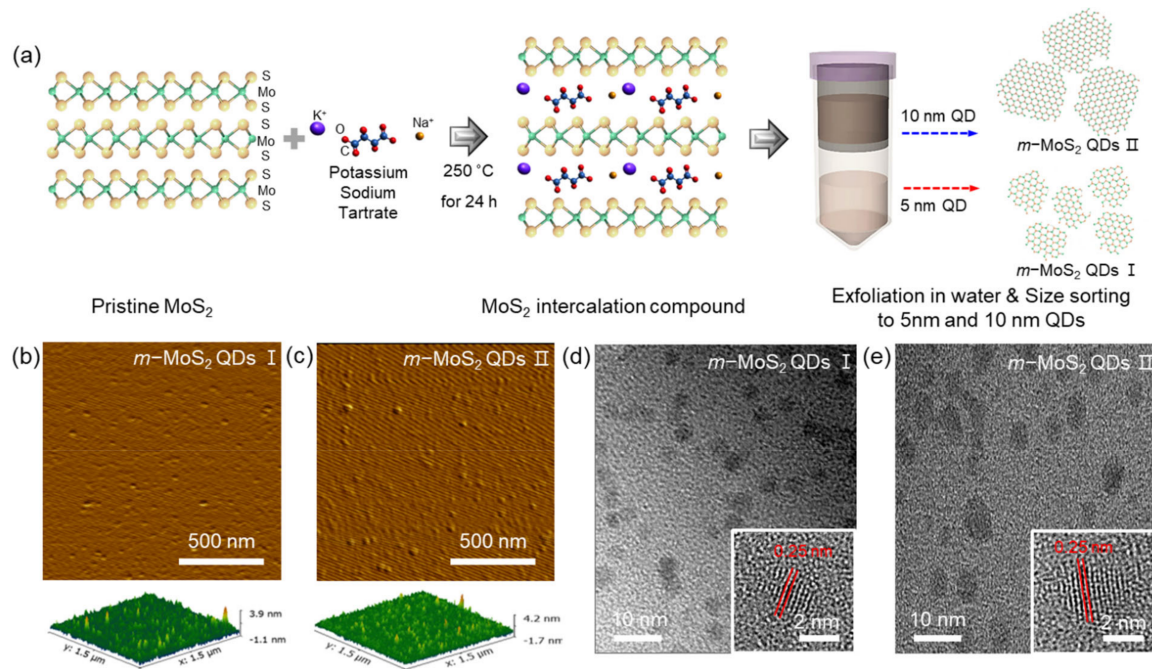 (a)
S
Mo
S
S
Mo
S
S
Mo
S
K⁺
O
C
Na⁺
Potassium
Sodium
Tartrate
250 °C
for 24 h
10 nm QD
5 nm QD
m−MoS₂ QDs Ⅱ
m−MoS₂ QDs Ⅰ
Pristine MoS₂
MoS₂ intercalation compound
Exfoliation in water & Size sorting
to 5nm and 10 nm QDs
(b)
m−MoS₂ QDs Ⅰ
500 nm
3.9 nm
-1.1 nm
y: 1.5 µm
x: 1.5 µm
(c)
m−MoS₂ QDs Ⅱ
500 nm
4.2 nm
-1.7 nm
y: 1.5 µm
x: 1.5 µm
(d)
m−MoS₂ QDs Ⅰ
10 nm
0.25 nm
2 nm
(e)
m−MoS₂ QDs Ⅱ
10 nm
0.25 nm
2 nm